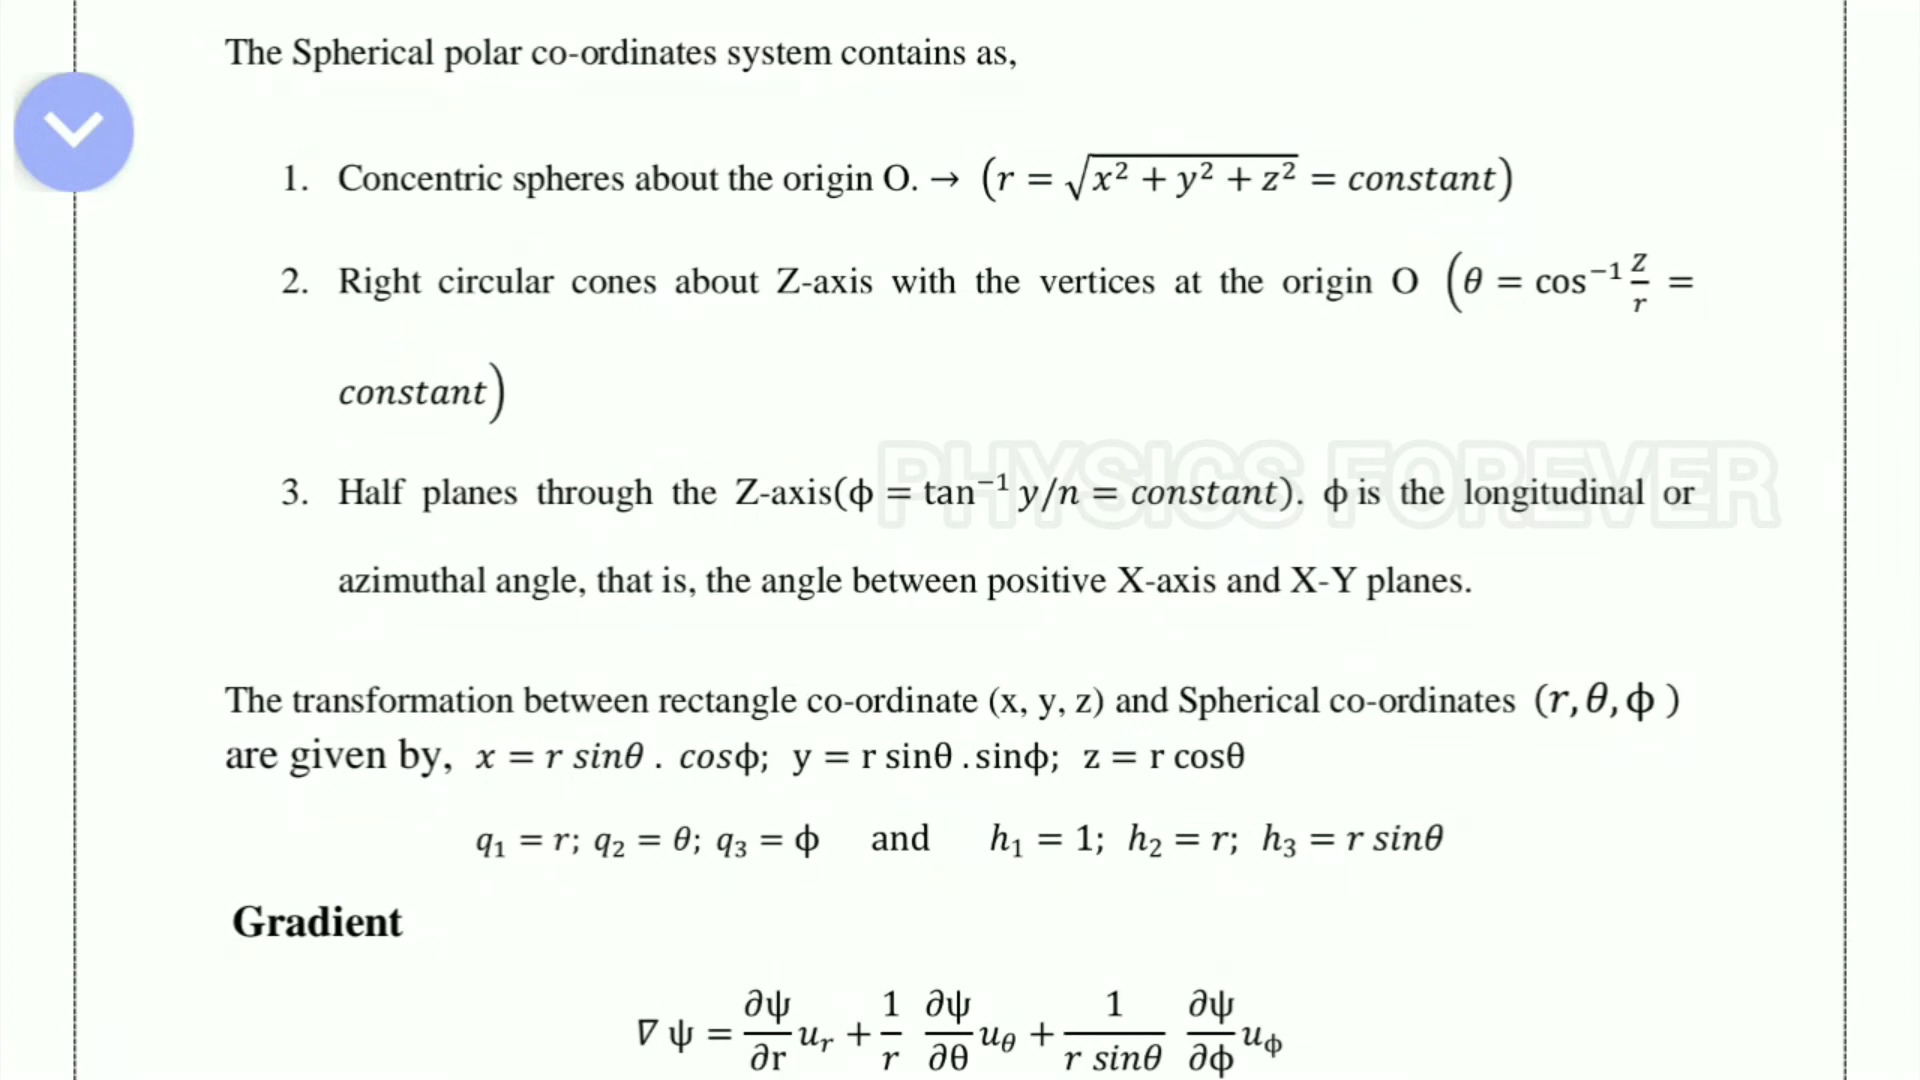 The Spherical polar co-ordinates system contains as,
1. Concentric spheres about the origin O. → (r = √(x² + y² + z²) = constant)
2. Right circular cones about Z-axis with the vertices at the origin O (θ = cos⁻¹ z/r =
constant)
PHYSICS FOREVER
3. Half planes through the Z-axis(ϕ = tan⁻¹ y/n = constant). ϕ is the longitudinal or
azimuthal angle, that is, the angle between positive X-axis and X-Y planes.
The transformation between rectangle co-ordinate (x, y, z) and Spherical co-ordinates (r, θ, ϕ )
are given by, x = r sinθ . cosϕ; y = r sinθ . sinϕ; z = r cosθ
q₁ = r; q₂ = θ; q₃ = ϕ and h₁ = 1; h₂ = r; h₃ = r sinθ
Gradient
∇ ψ = ∂ψ/∂r uᵣ + 1/r ∂ψ/∂θ u_θ + 1/(r sinθ) ∂ψ/∂ϕ u_ϕ